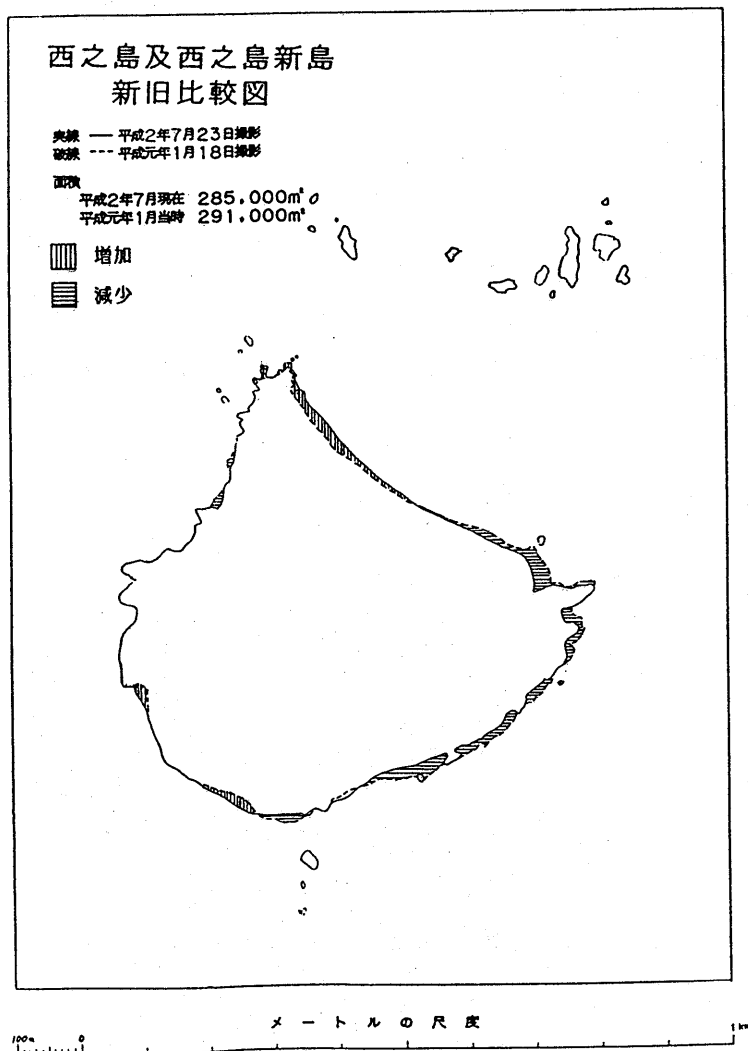 西之島及西之島新島
新旧比較図
実線 — 平成2年7月23日撮影
破線 --- 平成元年1月18日撮影
面積
平成2年7月現在 285,000m²
平成元年1月当時 291,000m²
増加
減少
メートルの尺度
100m 0 1km